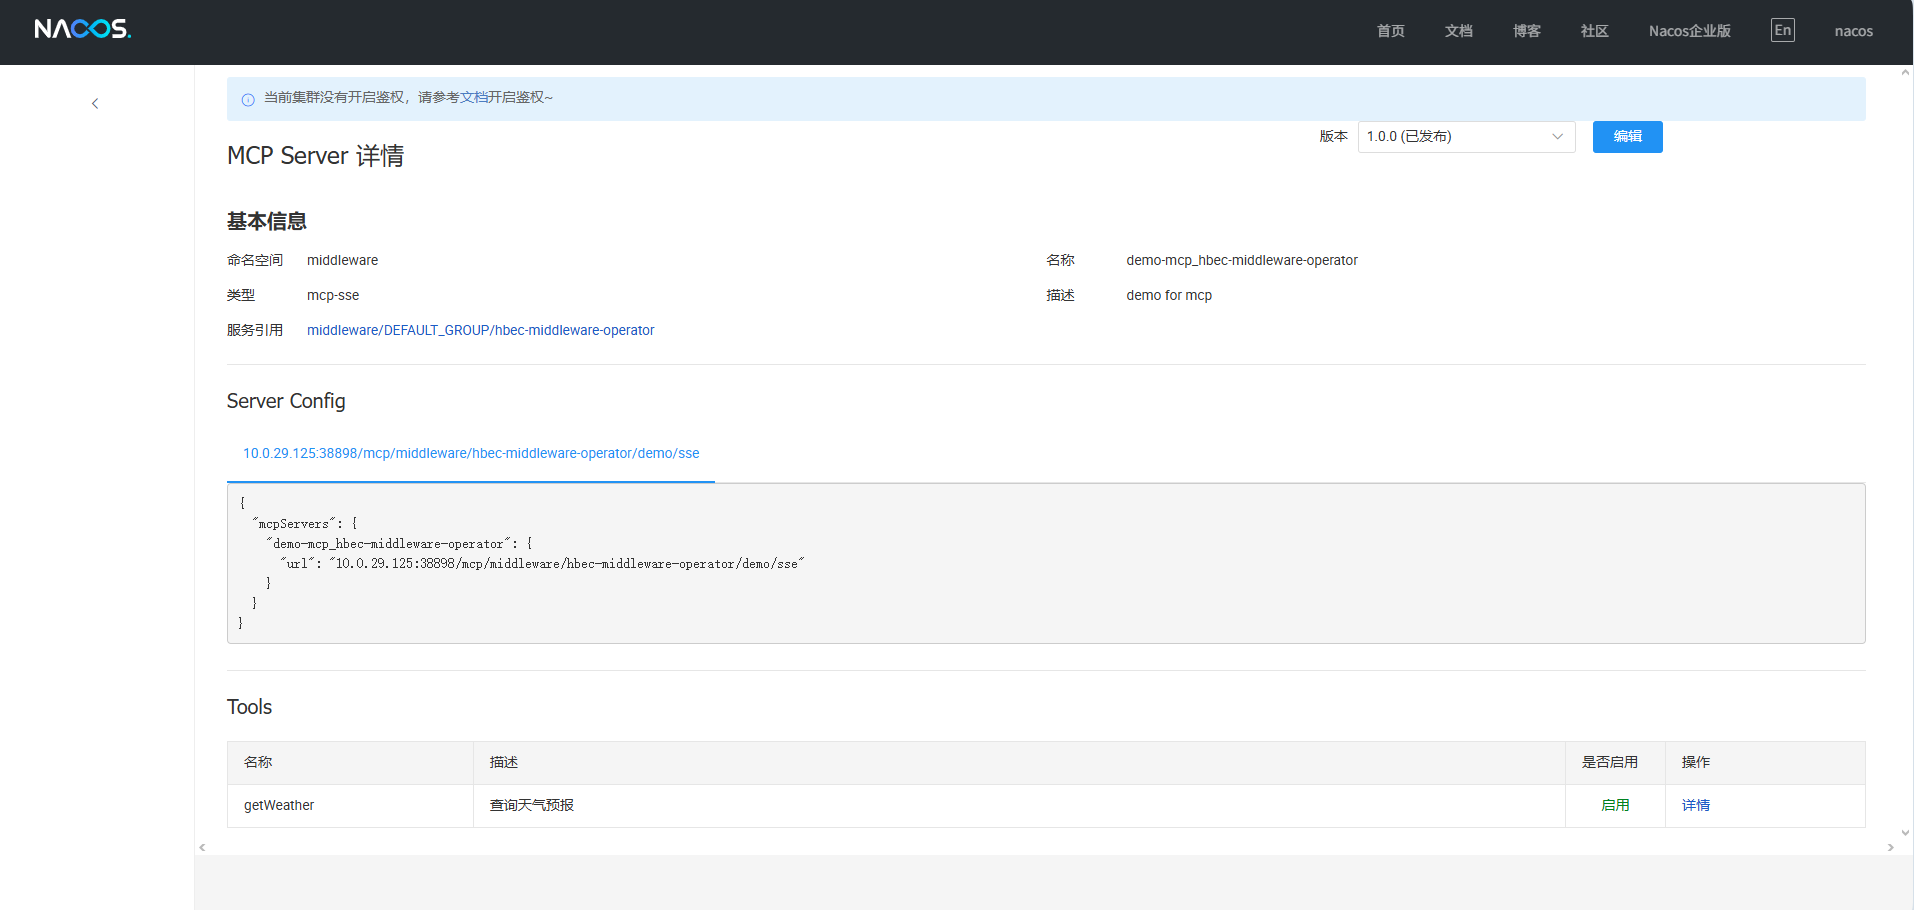 NACOS.
首页 文档 博客 社区 Nacos企业版 En nacos
当前集群没有开启鉴权，请参考文档开启鉴权~
MCP Server 详情
版本 1.0.0 (已发布) 编辑
基本信息
命名空间 middleware 名称 demo-mcp_hbec-middleware-operator
类型 mcp-sse 描述 demo for mcp
服务引用 middleware/DEFAULT_GROUP/hbec-middleware-operator
Server Config
10.0.29.125:38898/mcp/middleware/hbec-middleware-operator/demo/sse
{
"mcpServers": {
"demo-mcp_hbec-middleware-operator": {
"url": "10.0.29.125:38898/mcp/middleware/hbec-middleware-operator/demo/sse"
}
}
}
Tools
名称 描述 是否启用 操作
getWeather 查询天气预报 启用 详情